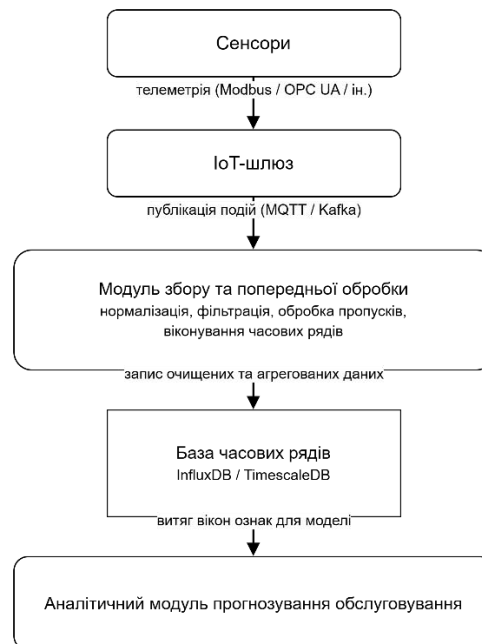 Сенсори
телеметрія (Modbus / OPC UA / ін.)
IoT-шлюз
публікація подій (MQTT / Kafka)
Модуль збору та попередньої обробки
нормалізація, фільтрація, обробка пропусків,
віконування часових рядів
запис очищених та агрегованих даних
База часових рядів
InfluxDB / TimescaleDB
витяг вікон ознак для моделі
Аналітичний модуль прогнозування обслуговування